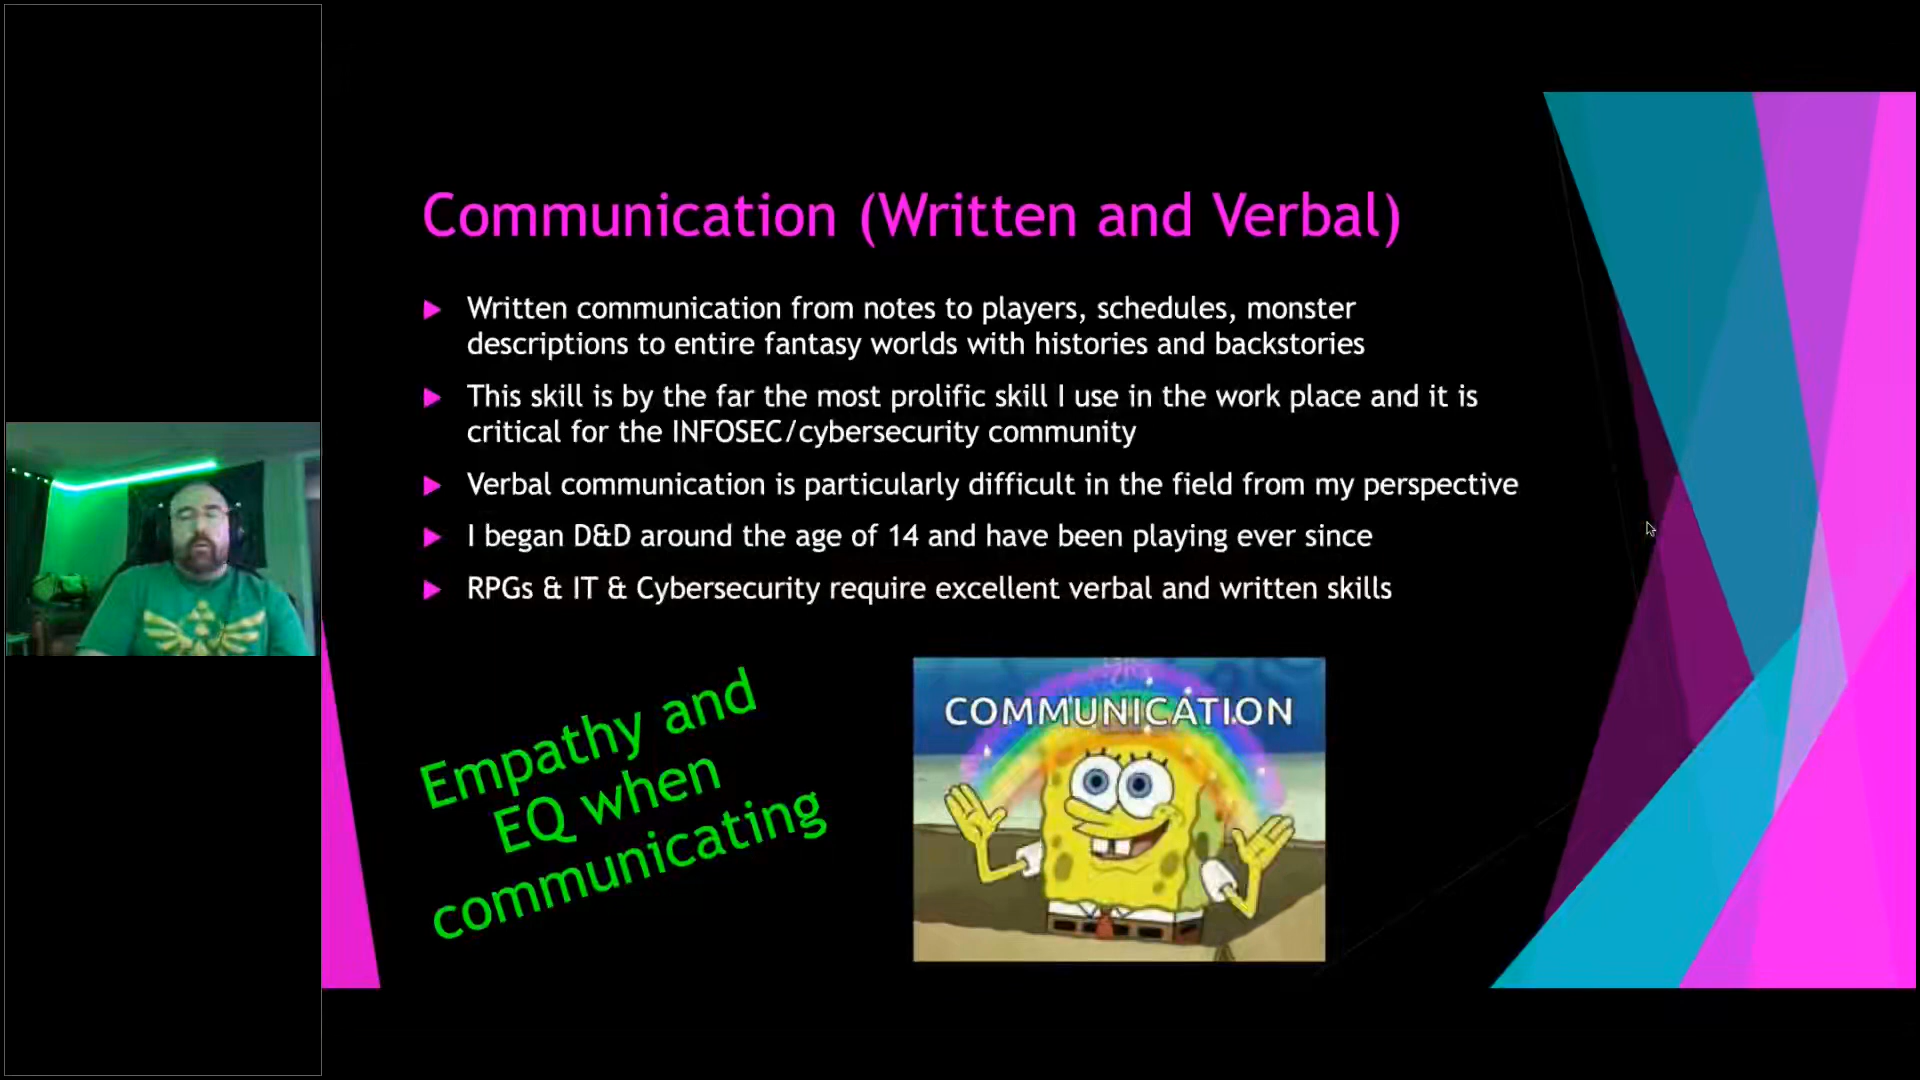 Communication (Written and Verbal)
Written communication from notes to players, schedules, monster
descriptions to entire fantasy worlds with histories and backstories
This skill is by the far the most prolific skill I use in the work place and it is
critical for the INFOSEC/cybersecurity community
Verbal communication is particularly difficult in the field from my perspective
I began D&D around the age of 14 and have been playing ever since
RPGs & IT & Cybersecurity require excellent verbal and written skills
Empathy and
EQ when
communicating
COMMUNICATION